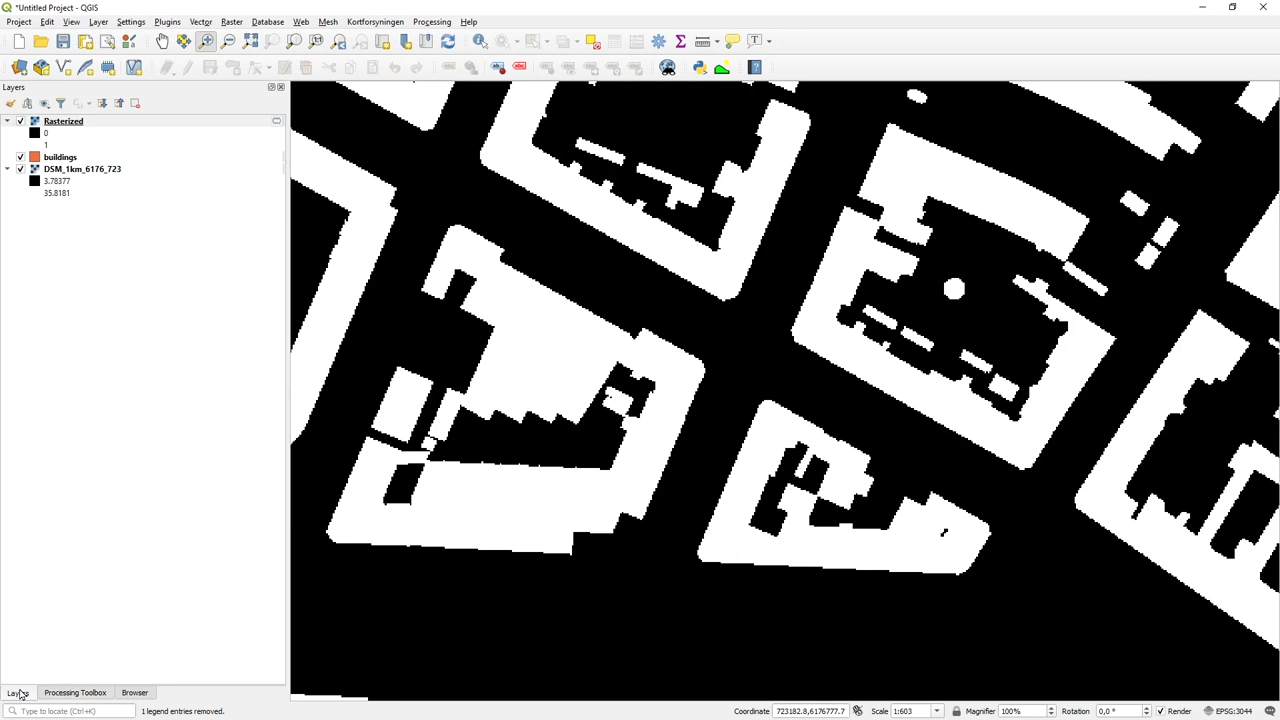 *Untitled Project - QGIS
Project Edit View Layer Settings Plugins Vector Raster Database Web Mesh Kortforsyningen Processing Help
Layers
Rasterized
0
1
buildings
DSM_1km_6176_723
3.78377
35.8181
Layers Processing Toolbox Browser
Type to locate (Ctrl+K) 1 legend entries removed. Coordinate 723182.8,6176777.7 Scale 1:603 Magnifier 100% Rotation 0,0 ° Render EPSG:3044